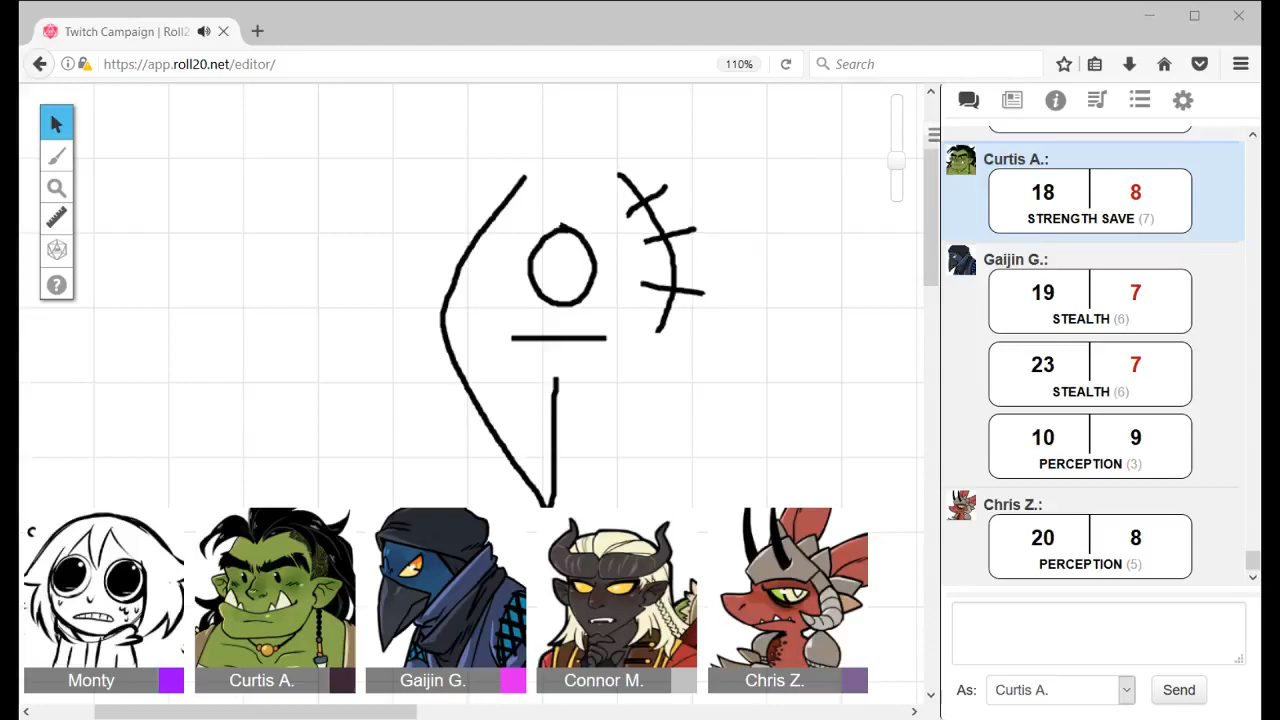 Twitch Campaign | Roll2
https://app.roll20.net/editor/
110%
Search
Curtis A.:
18 8
STRENGTH SAVE (7)
Gaijin G.:
19 7
STEALTH (6)
23 7
STEALTH (6)
10 9
PERCEPTION (3)
Chris Z.:
20 8
PERCEPTION (5)
Monty
Curtis A.
Gaijin G.
Connor M.
Chris Z.
As: Curtis A. Send